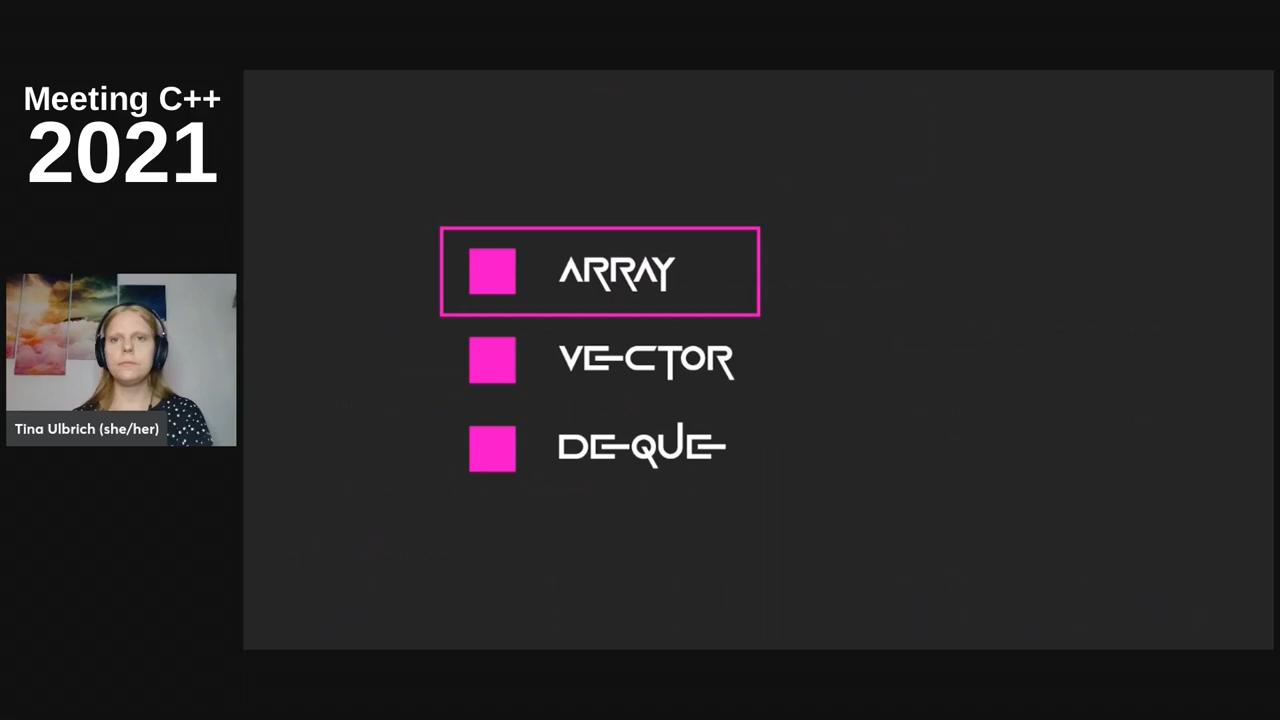 Meeting C++
2021
ARRAY
VECTOR
DEQUE
Tina Ulbrich (she/her)